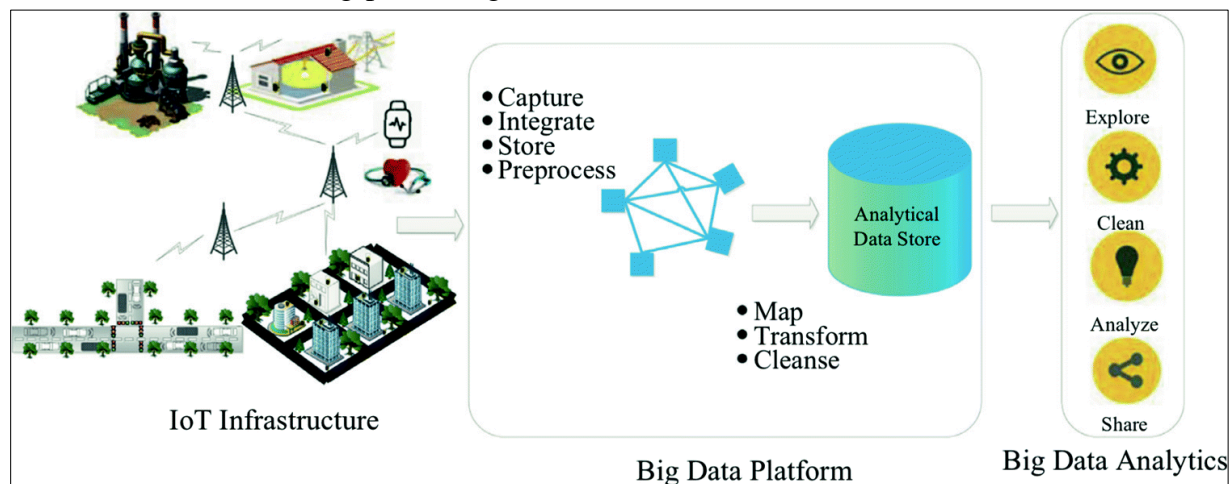 • Capture
• Integrate
• Store
• Preprocess
Analytical
Data Store
• Map
• Transform
• Cleanse
Explore
Clean
Analyze
Share
IoT Infrastructure
Big Data Platform
Big Data Analytics